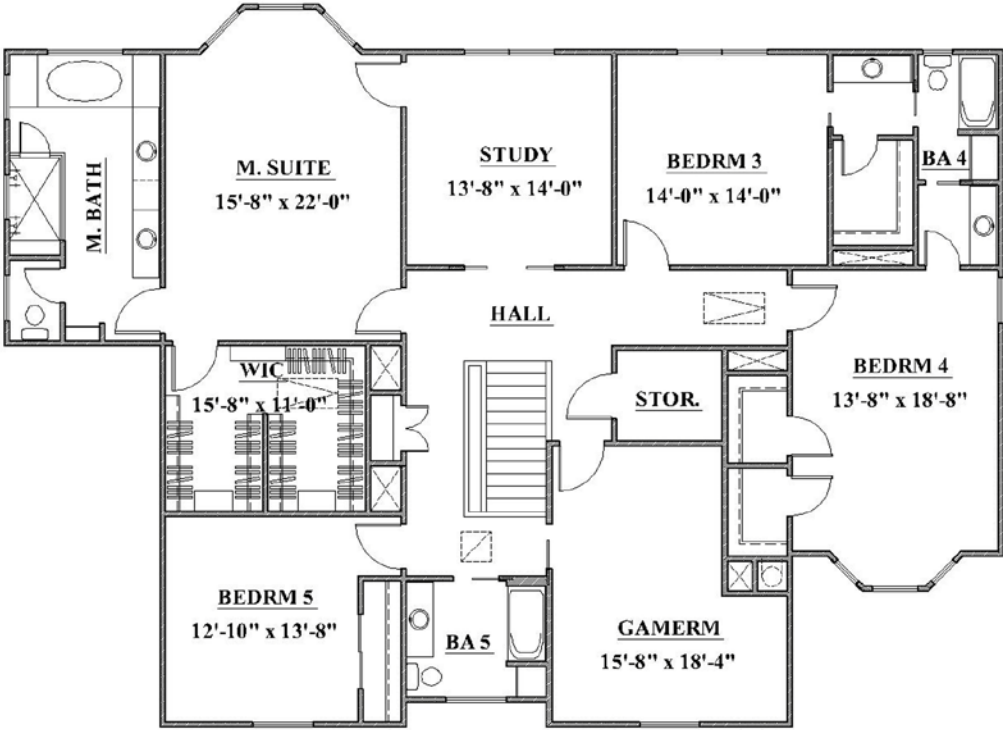 M. BATH
M. SUITE
15'-8" x 22'-0"
STUDY
13'-8" x 14'-0"
BEDRM 3
14'-0" x 14'-0"
BA 4
HALL
WIC
15'-8" x 11'-0"
STOR.
BEDRM 4
13'-8" x 18'-8"
BEDRM 5
12'-10" x 13'-8"
BA 5
GAMERM
15'-8" x 18'-4"